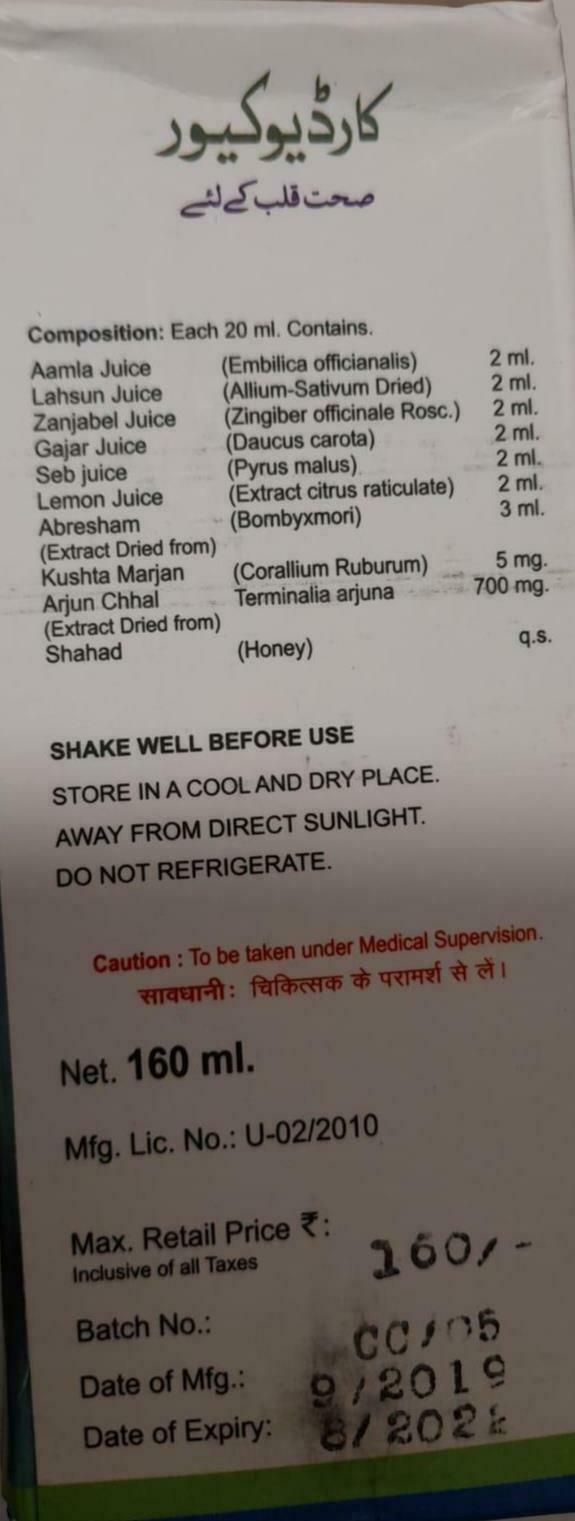 کارڈیوکیور
صحت قلب کے لئے
Composition: Each 20 ml. Contains.
Aamla Juice (Embilica officianalis) 2 ml.
Lahsun Juice (Allium-Sativum Dried) 2 ml.
Zanjabel Juice (Zingiber officinale Rosc.) 2 ml.
Gajar Juice (Daucus carota) 2 ml.
Seb juice (Pyrus malus) 2 ml.
Lemon Juice (Extract citrus raticulate) 2 ml.
Abresham (Bombyxmori) 3 ml.
(Extract Dried from)
Kushta Marjan (Corallium Ruburum) 5 mg.
Arjun Chhal Terminalia arjuna 700 mg.
(Extract Dried from)
Shahad (Honey) q.s.
SHAKE WELL BEFORE USE
STORE IN A COOL AND DRY PLACE.
AWAY FROM DIRECT SUNLIGHT.
DO NOT REFRIGERATE.
Caution : To be taken under Medical Supervision.
सावधानी: चिकित्सक के परामर्श से लें।
Net. 160 ml.
Mfg. Lic. No.: U-02/2010
Max. Retail Price ₹: 160/-
Inclusive of all Taxes
Batch No.: CC/05
Date of Mfg.: 9/2019
Date of Expiry: